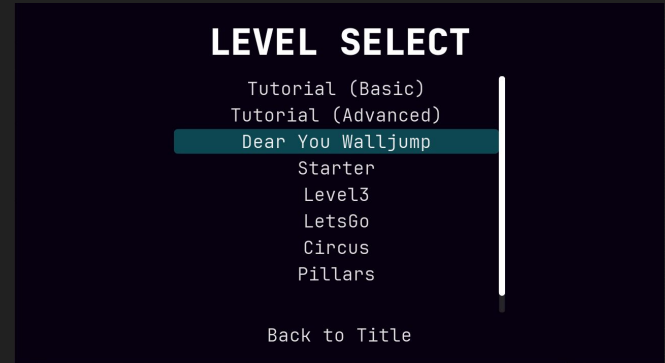 LEVEL SELECT
Tutorial (Basic)
Tutorial (Advanced)
Dear You Walljump
Starter
Level3
LetsGo
Circus
Pillars
Back to Title